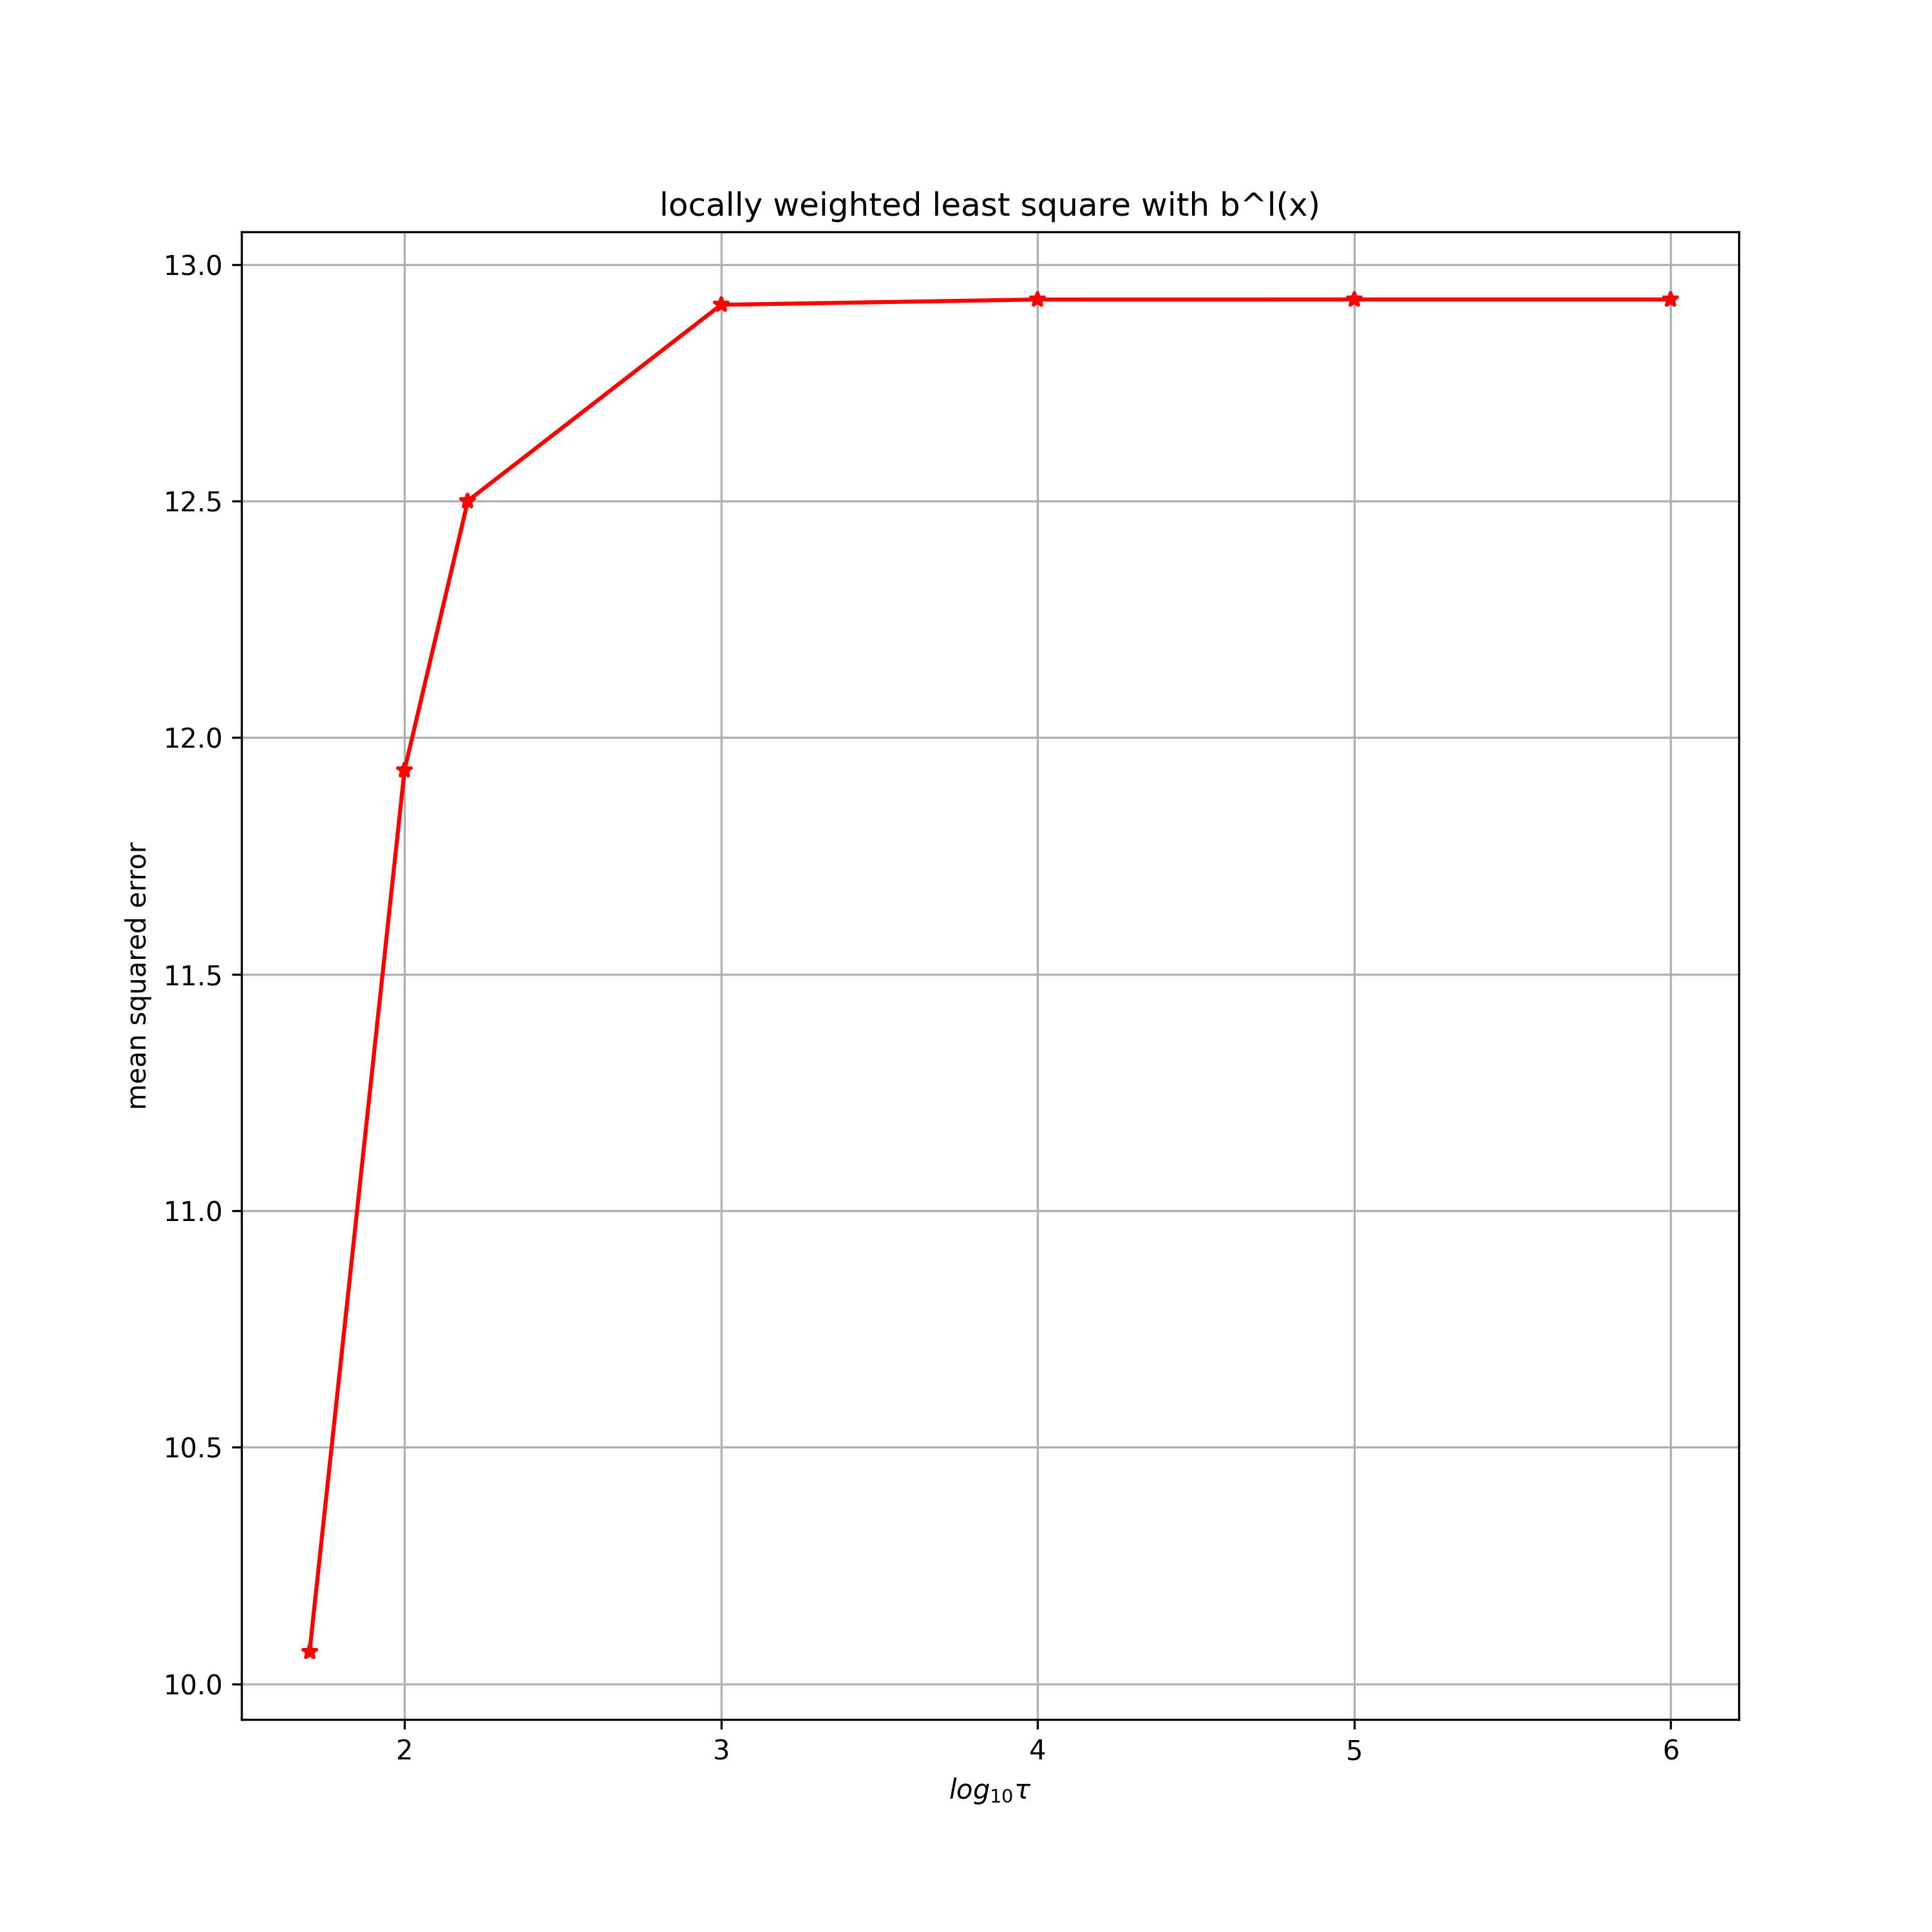 locally weighted least square with b^l(x)
13.0
12.5
12.0
11.5
11.0
10.5
10.0
mean squared error
2 3 4 5 6
log₁₀τ